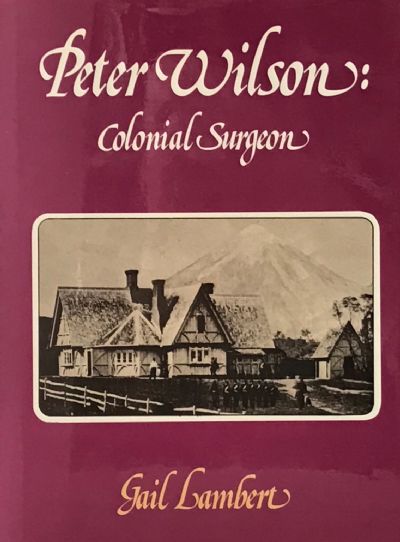 Peter Wilson:
Colonial Surgeon
Gail Lambert